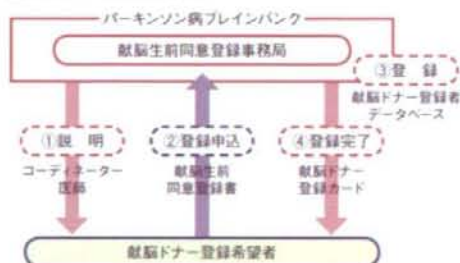 パーキンソン病ブレインバンク
献脳生前同意登録事務局
③登 録
献脳ドナー登録者
データベース
①説 明
コーディネーター
医師
②登録申込
献脳生前
同意登録書
④登録完了
献脳ドナー
登録カード
献脳ドナー登録希望者